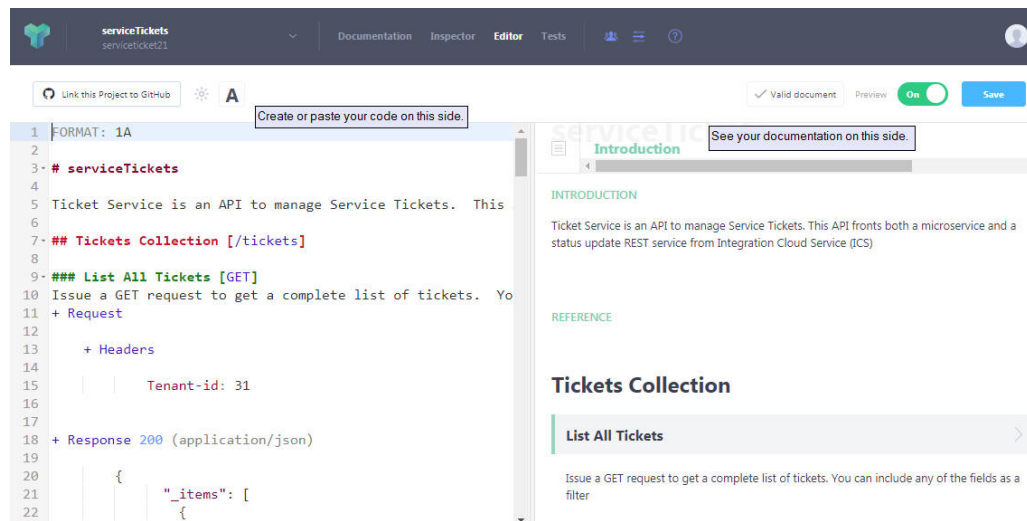 serviceTickets
serviceticket21
Documentation Inspector Editor Tests
Link this Project to GitHub
A
Valid document Preview On Save
Create or paste your code on this side.
See your documentation on this side.
1 FORMAT: 1A
2
3 # serviceTickets
4
5 Ticket Service is an API to manage Service Tickets. This
6
7 ## Tickets Collection [/tickets]
8
9 ### List All Tickets [GET]
10 Issue a GET request to get a complete list of tickets. Yo
11 + Request
12
13 + Headers
14
15 Tenant-id: 31
16
17
18 + Response 200 (application/json)
19
20 {
21 "_items": [
22 {
Introduction
INTRODUCTION
Ticket Service is an API to manage Service Tickets. This API fronts both a microservice and a
status update REST service from Integration Cloud Service (ICS)
REFERENCE
Tickets Collection
List All Tickets
Issue a GET request to get a complete list of tickets. You can include any of the fields as a
filter